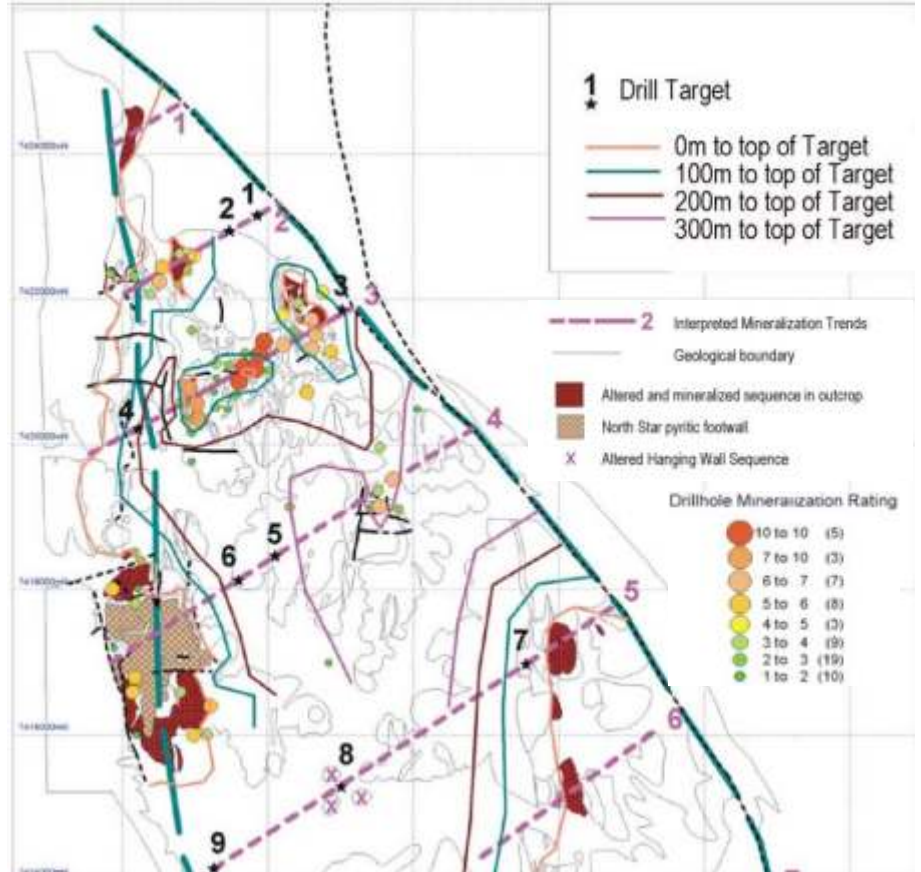 1 Drill Target
0m to top of Target
100m to top of Target
200m to top of Target
300m to top of Target
2 Interpreted Mineralization Trends
Geological boundary
Altered and mineralized sequence in outcrop
North Star pyritic footwall
X Altered Hanging Wall Sequence
Drillhole Mineralization Rating
10 to 10 (5)
7 to 10 (3)
6 to 7 (7)
5 to 6 (8)
4 to 5 (3)
3 to 4 (9)
2 to 3 (19)
1 to 2 (10)
1
2
1
2
3
3
4
4
5
6
5
7
6
8
9
X
X
X